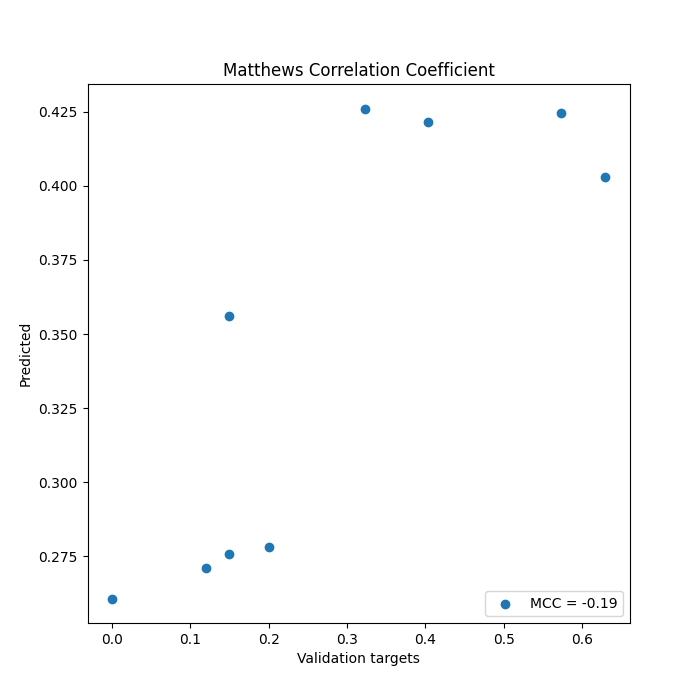 Matthews Correlation Coefficient
0.425
0.400
0.375
0.350
0.325
0.300
0.275
Predicted
MCC = -0.19
0.0 0.1 0.2 0.3 0.4 0.5 0.6
Validation targets